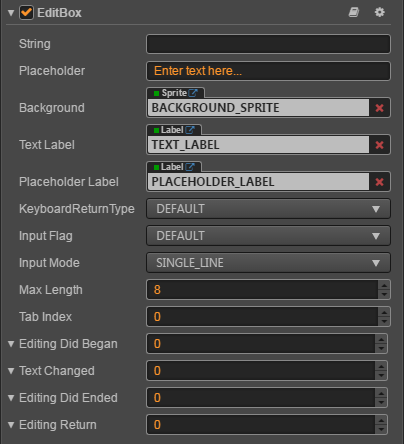 EditBox
String
Placeholder Enter text here...
Sprite
Background BACKGROUND_SPRITE
Label
Text Label TEXT_LABEL
Label
Placeholder Label PLACEHOLDER_LABEL
KeyboardReturnType DEFAULT
Input Flag DEFAULT
Input Mode SINGLE_LINE
Max Length 8
Tab Index 0
Editing Did Began 0
Text Changed 0
Editing Did Ended 0
Editing Return 0